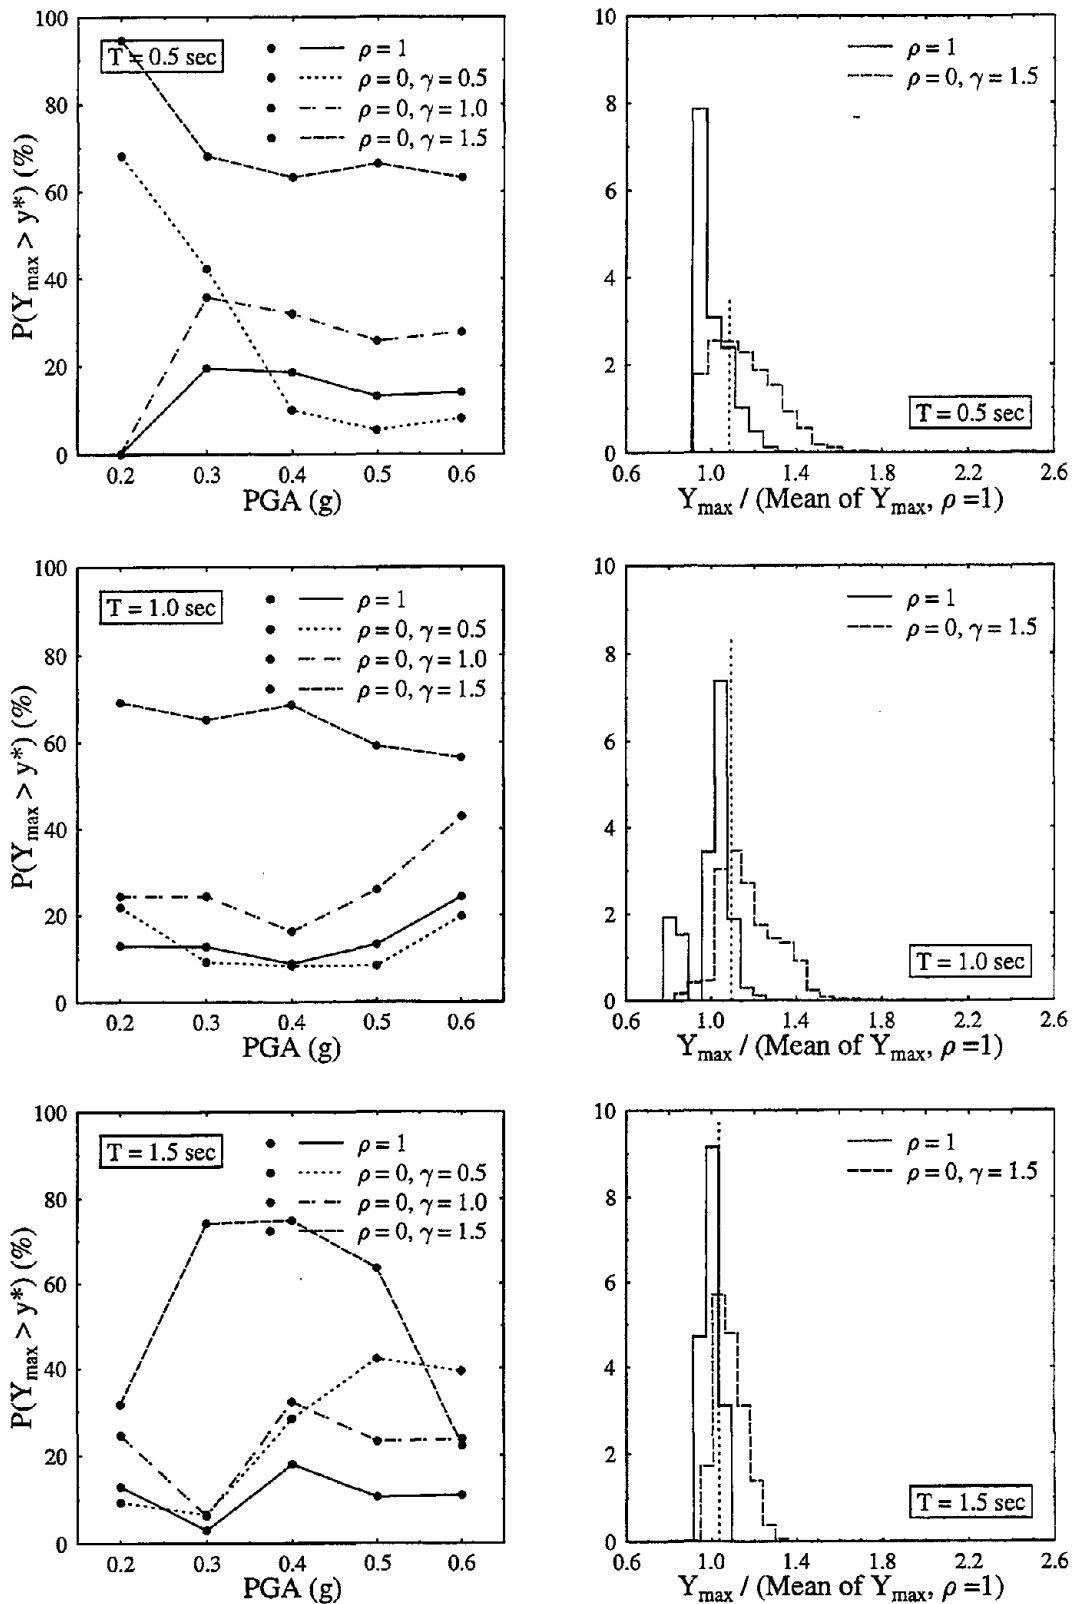 T = 0.5 sec
ρ = 1
ρ = 0, γ = 0.5
ρ = 0, γ = 1.0
ρ = 0, γ = 1.5
100
80
60
40
20
0
P(Ymax > y*) (%)
0.2 0.3 0.4 0.5 0.6
PGA (g)
ρ = 1
ρ = 0, γ = 1.5
10
8
6
4
2
0
T = 0.5 sec
0.6 1.0 1.4 1.8 2.2 2.6
Ymax / (Mean of Ymax, ρ =1)
T = 1.0 sec
ρ = 1
ρ = 0, γ = 0.5
ρ = 0, γ = 1.0
ρ = 0, γ = 1.5
100
80
60
40
20
0
P(Ymax > y*) (%)
0.2 0.3 0.4 0.5 0.6
PGA (g)
ρ = 1
ρ = 0, γ = 1.5
10
8
6
4
2
0
T = 1.0 sec
0.6 1.0 1.4 1.8 2.2 2.6
Ymax / (Mean of Ymax, ρ =1)
T = 1.5 sec
ρ = 1
ρ = 0, γ = 0.5
ρ = 0, γ = 1.0
ρ = 0, γ = 1.5
100
80
60
40
20
0
P(Ymax > y*) (%)
0.2 0.3 0.4 0.5 0.6
PGA (g)
ρ = 1
ρ = 0, γ = 1.5
10
8
6
4
2
0
T = 1.5 sec
0.6 1.0 1.4 1.8 2.2 2.6
Ymax / (Mean of Ymax, ρ =1)